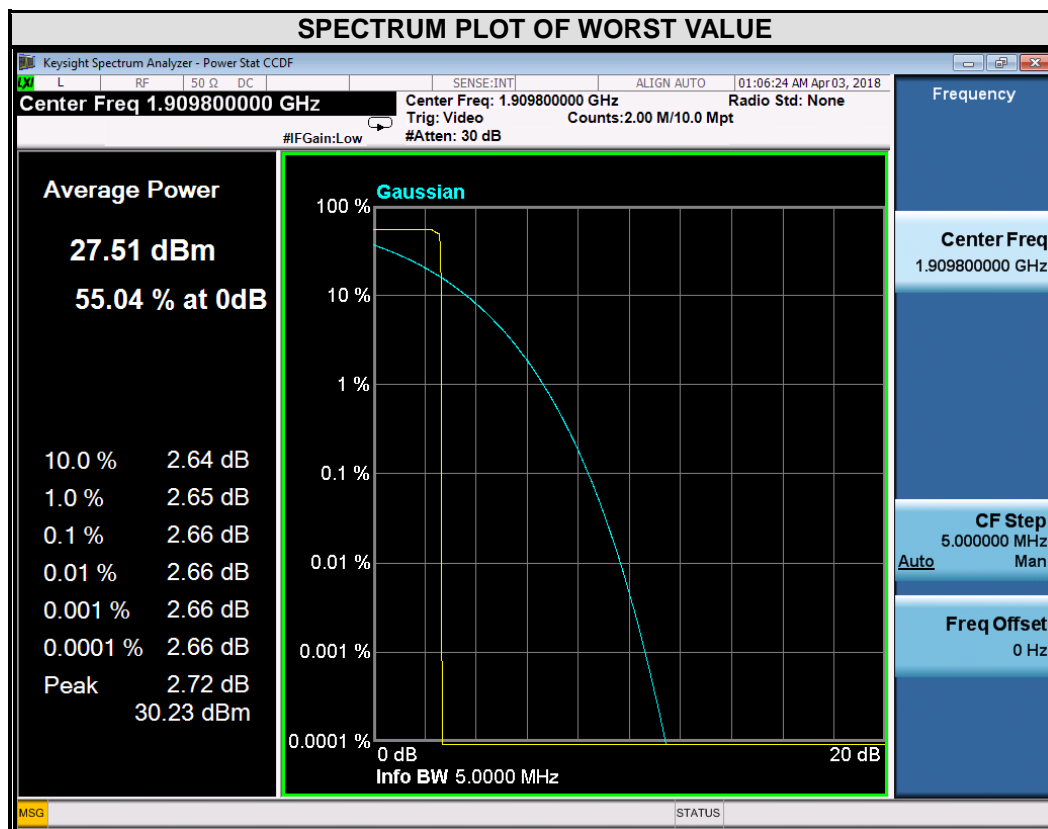 SPECTRUM PLOT OF WORST VALUE
Keysight Spectrum Analyzer - Power Stat CCDF
LXI L RF 50 Ω DC SENSE:INT ALIGN AUTO 01:06:24 AM Apr 03, 2018
Center Freq 1.909800000 GHz
#IFGain:Low
Center Freq: 1.909800000 GHz Radio Std: None
Trig: Video Counts:2.00 M/10.0 Mpt
#Atten: 30 dB
Frequency
Average Power
27.51 dBm
55.04 % at 0dB
10.0 % 2.64 dB
1.0 % 2.65 dB
0.1 % 2.66 dB
0.01 % 2.66 dB
0.001 % 2.66 dB
0.0001 % 2.66 dB
Peak 2.72 dB
30.23 dBm
Gaussian
100 %
10 %
1 %
0.1 %
0.01 %
0.001 %
0.0001 %
0 dB 20 dB
Info BW 5.0000 MHz
Center Freq
1.909800000 GHz
CF Step
5.000000 MHz
Auto Man
Freq Offset
0 Hz
MSG STATUS